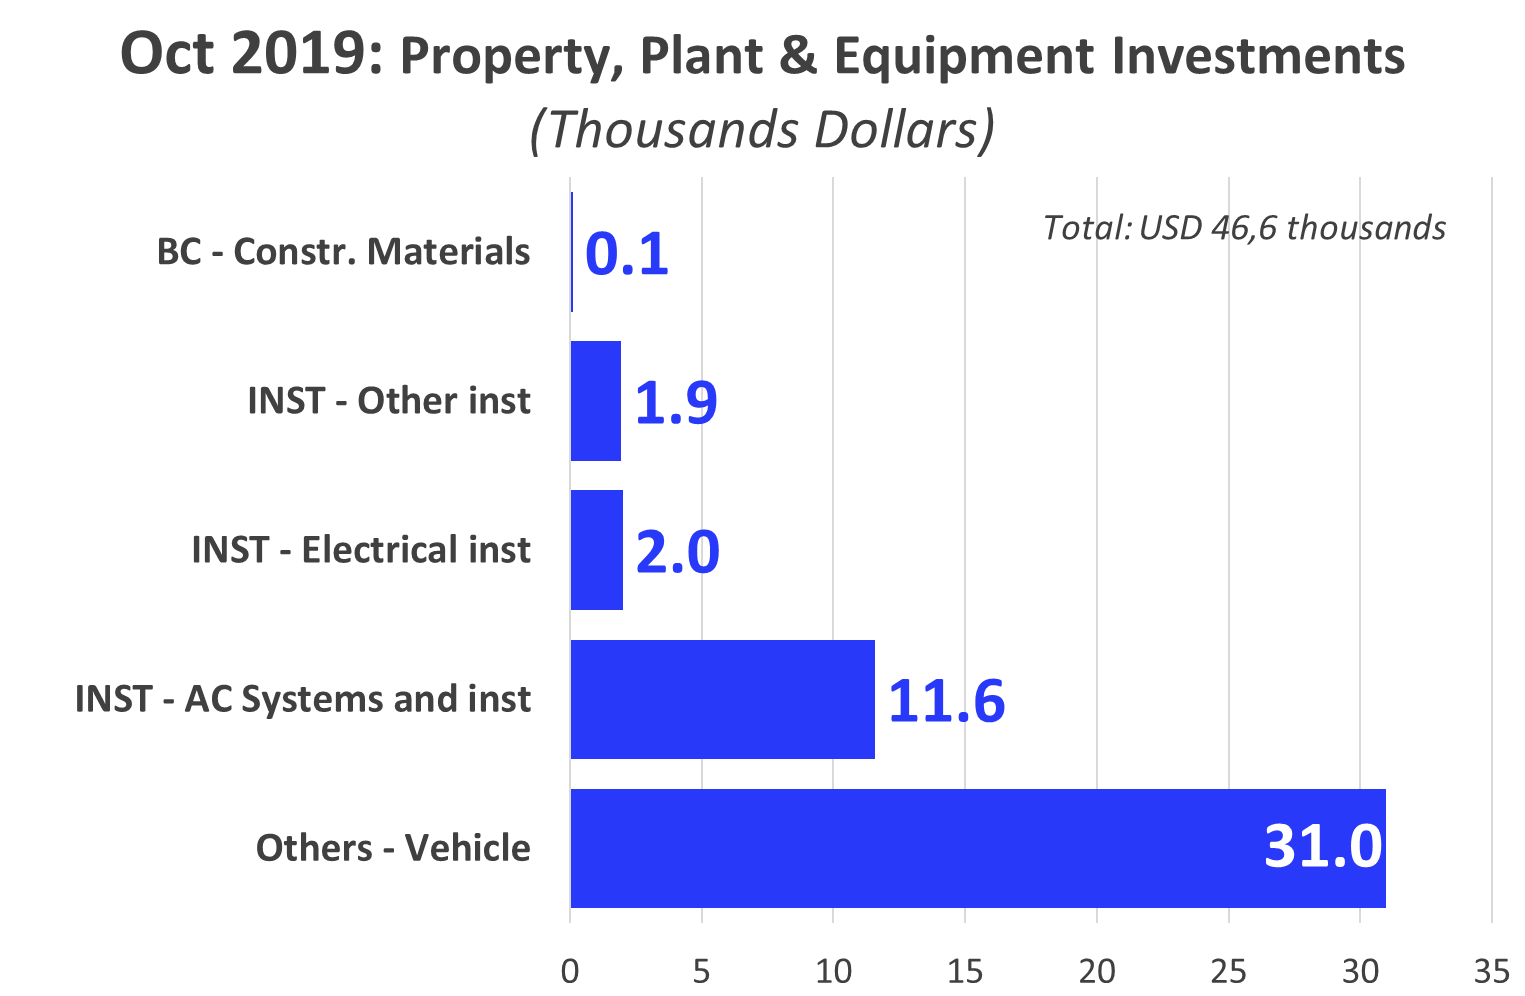 Oct 2019: Property, Plant & Equipment Investments
(Thousands Dollars)
Total: USD 46,6 thousands
BC - Constr. Materials 0.1
INST - Other inst 1.9
INST - Electrical inst 2.0
INST - AC Systems and inst 11.6
Others - Vehicle 31.0
0 5 10 15 20 25 30 35